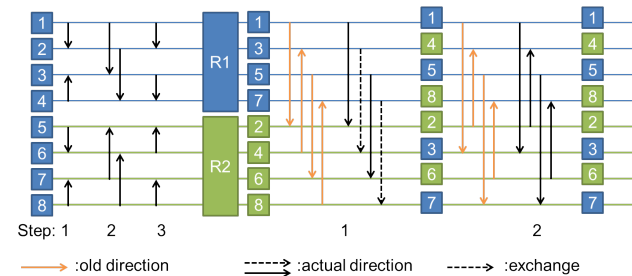 1 1 1 1
2 3 4 4
3 R1 5 5 5
4 7 8 8
5 2 2 2
6 R2 4 3 3
7 6 6 6
8 8 7 7
Step: 1 2 3 1 2
:old direction :actual direction :exchange